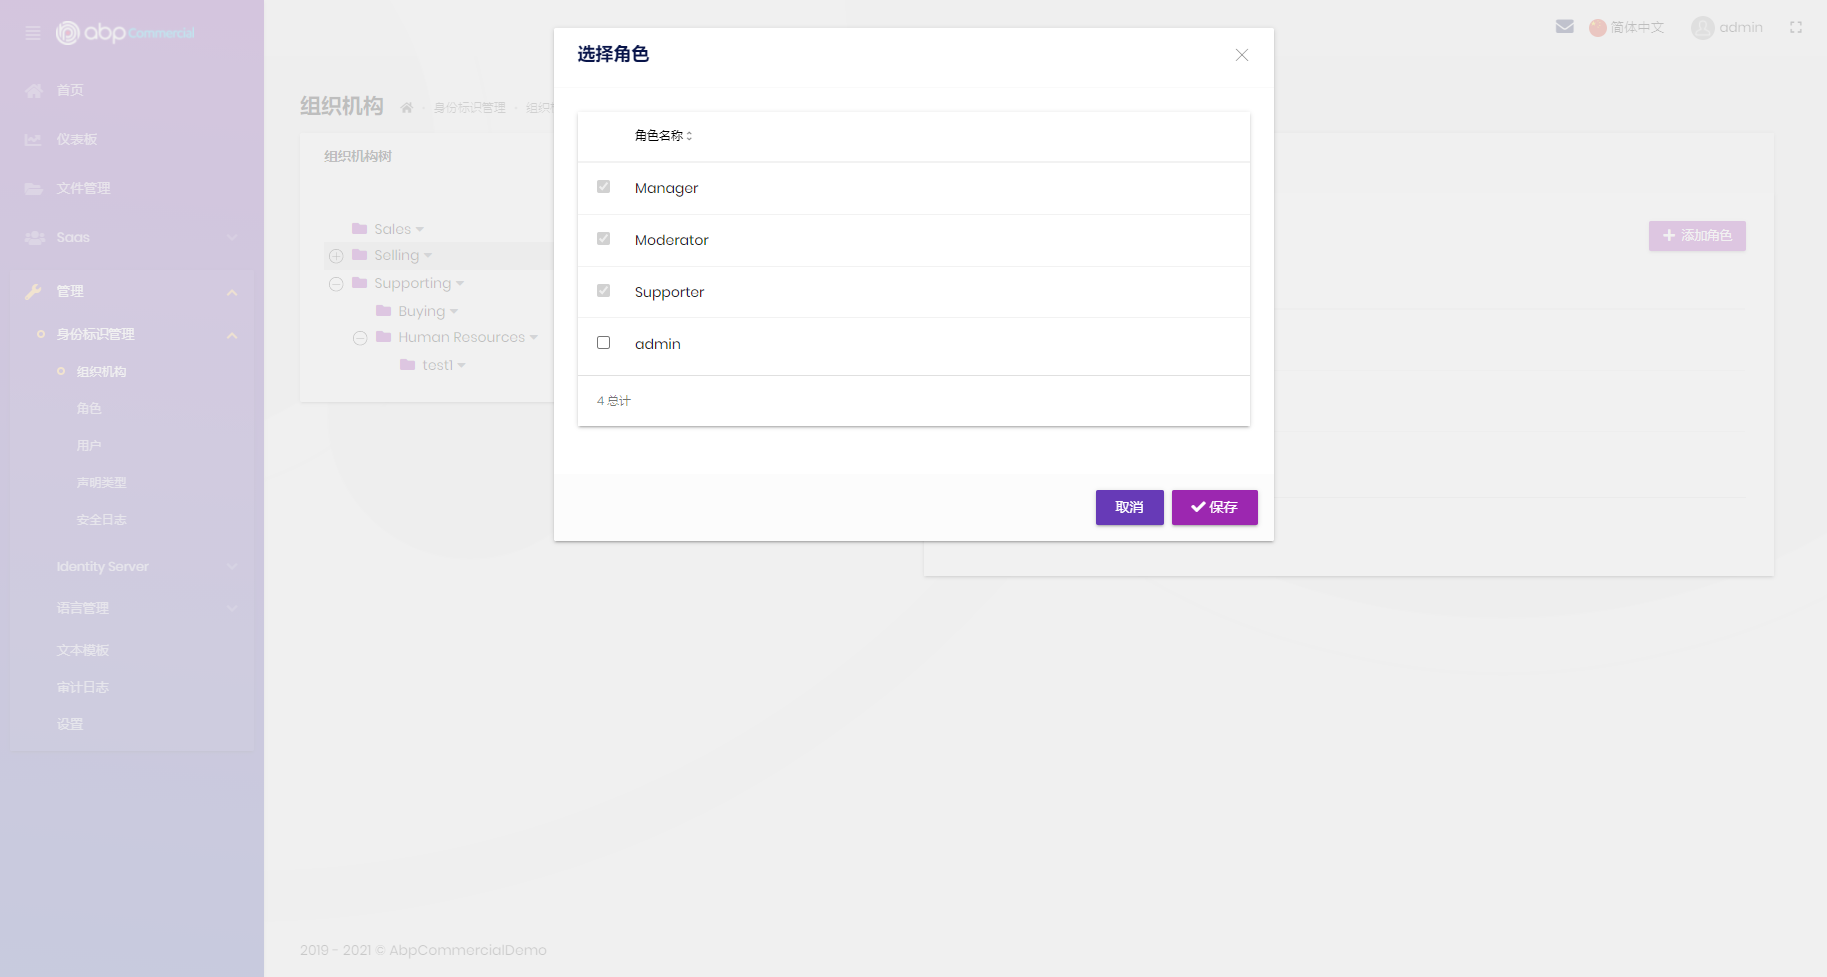 abp Commercial
首页
仪表板
文件管理
Saas
管理
身份标识管理
组织机构
角色
用户
声明类型
安全日志
Identity Server
语言管理
文本模板
审计日志
设置
简体中文
admin
组织机构
身份标识管理
组织
组织机构树
Sales
Selling
Supporting
Buying
Human Resources
test1
添加角色
选择角色
角色名称
Manager
Moderator
Supporter
admin
4 总计
取消
保存
2019 - 2021 © AbpCommercialDemo